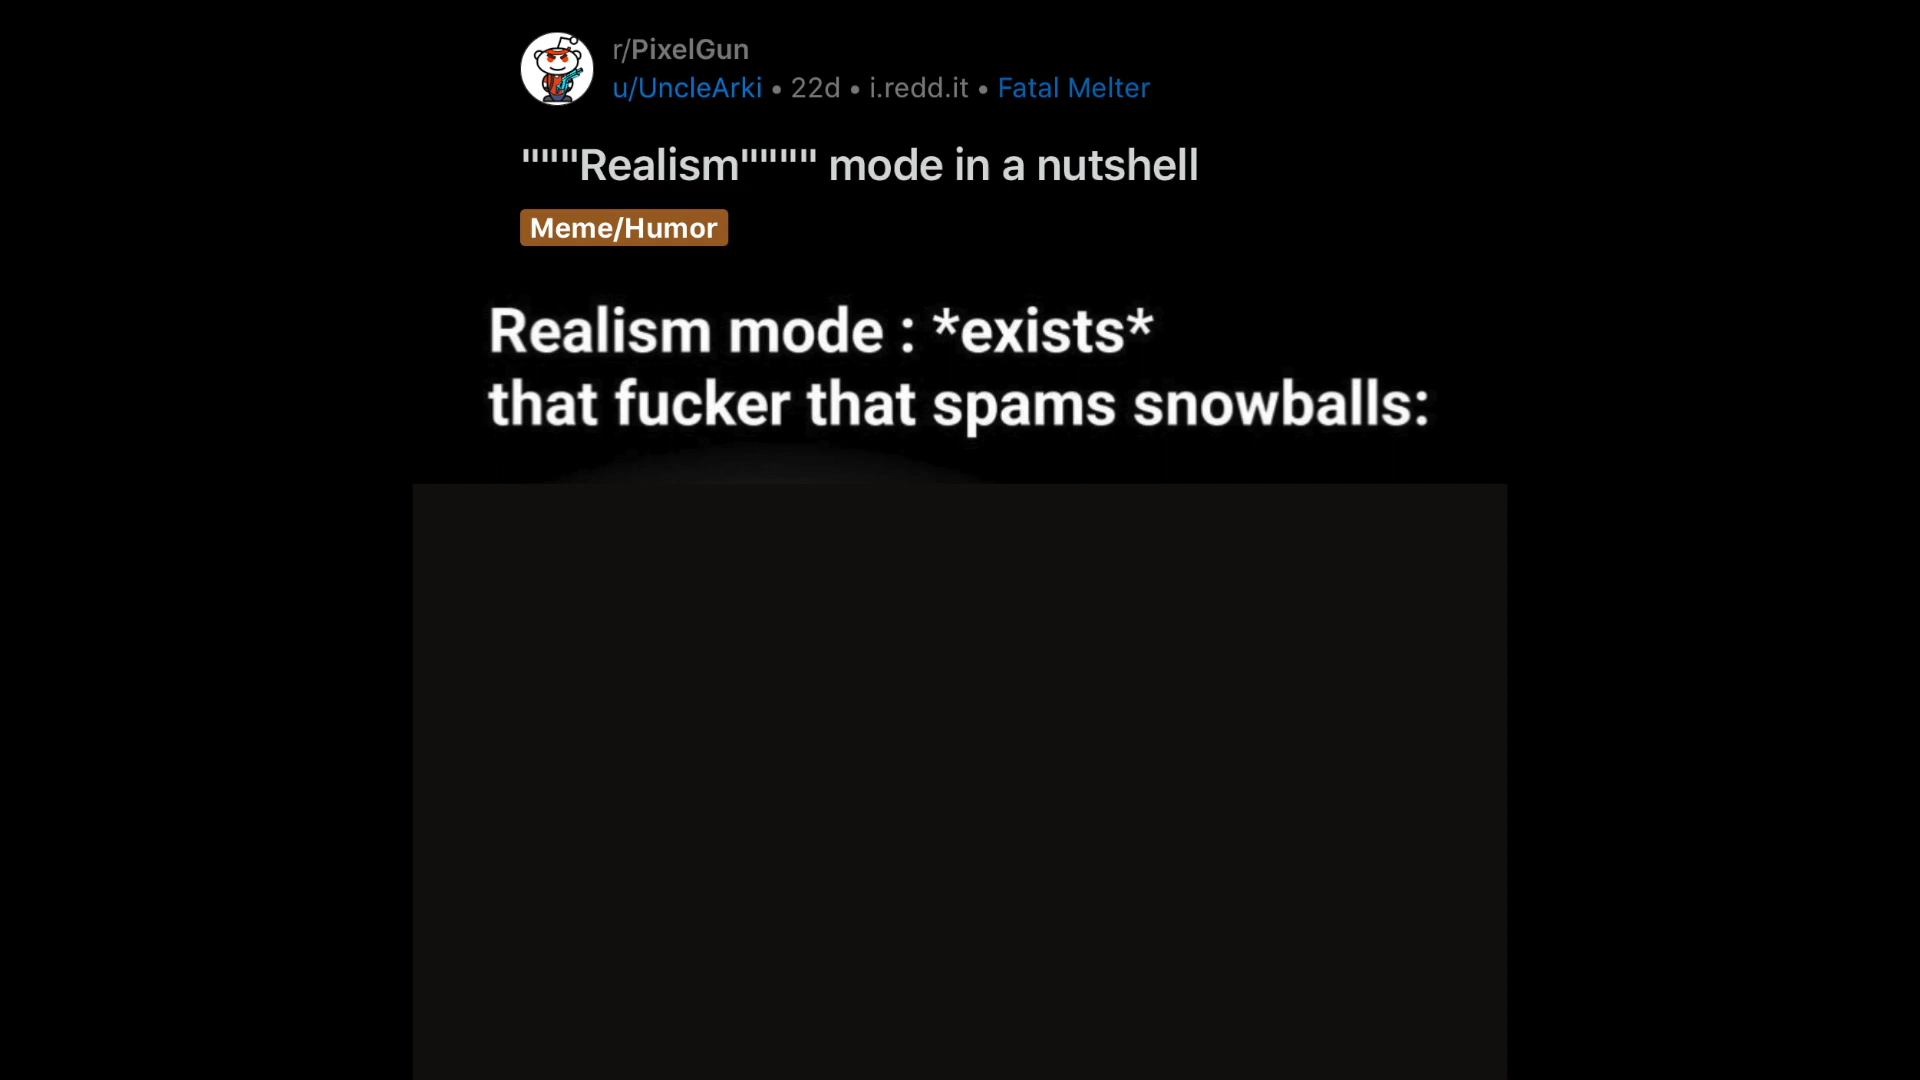 r/PixelGun
u/UncleArki • 22d • i.redd.it • Fatal Melter
""""Realism"""" mode in a nutshell
Meme/Humor
Realism mode : *exists*
that fucker that spams snowballs: